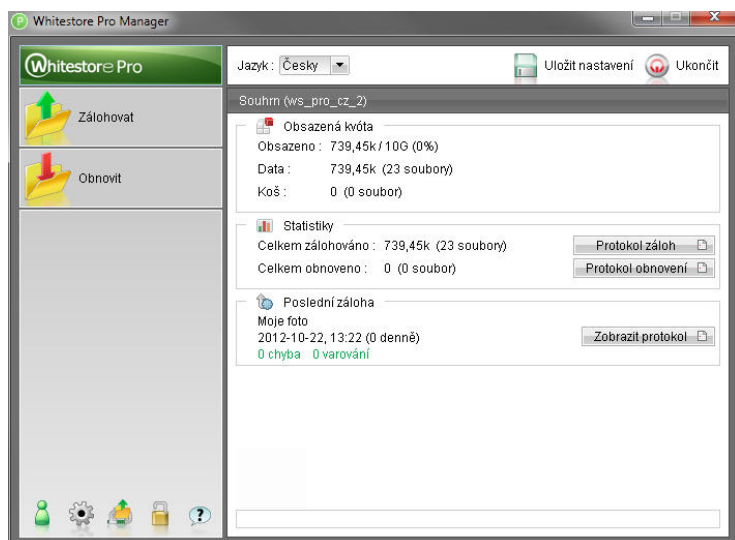 Whitestore Pro Manager
Whitestore Pro
Jazyk : Česky
Uložit nastavení
Ukončit
Zálohovat
Obnovit
Souhrn (ws_pro_cz_2)
Obsazená kvóta
Obsazeno : 739,45k / 10G (0%)
Data : 739,45k (23 soubory)
Koš : 0 (0 soubor)
Statistiky
Celkem zálohováno : 739,45k (23 soubory)
Protokol záloh
Celkem obnoveno : 0 (0 soubor)
Protokol obnovení
Poslední záloha
Moje foto
2012-10-22, 13:22 (0 denně)
Zobrazit protokol
0 chyba 0 varování